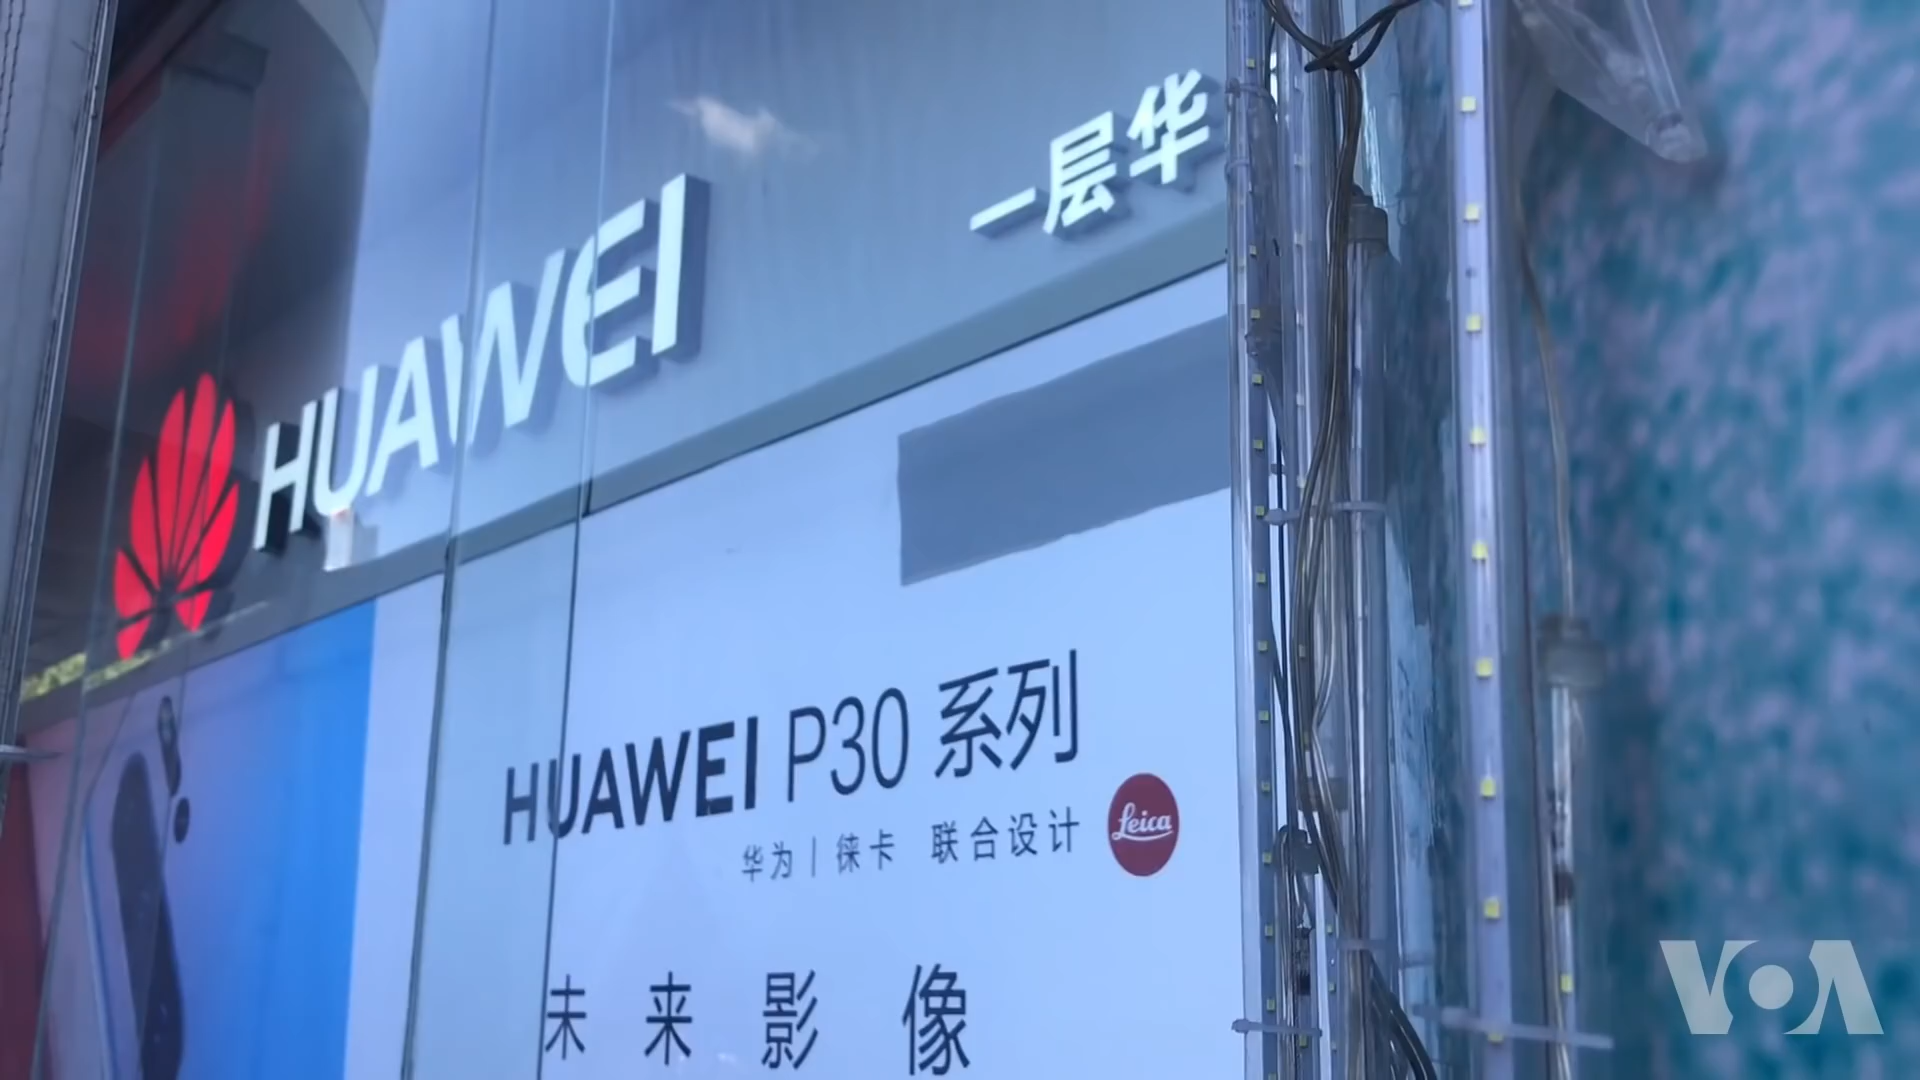 HUAWEI
一层华
HUAWEI P30 系列
华为 | 徕卡 联合设计
Leica
未来影像
VOA